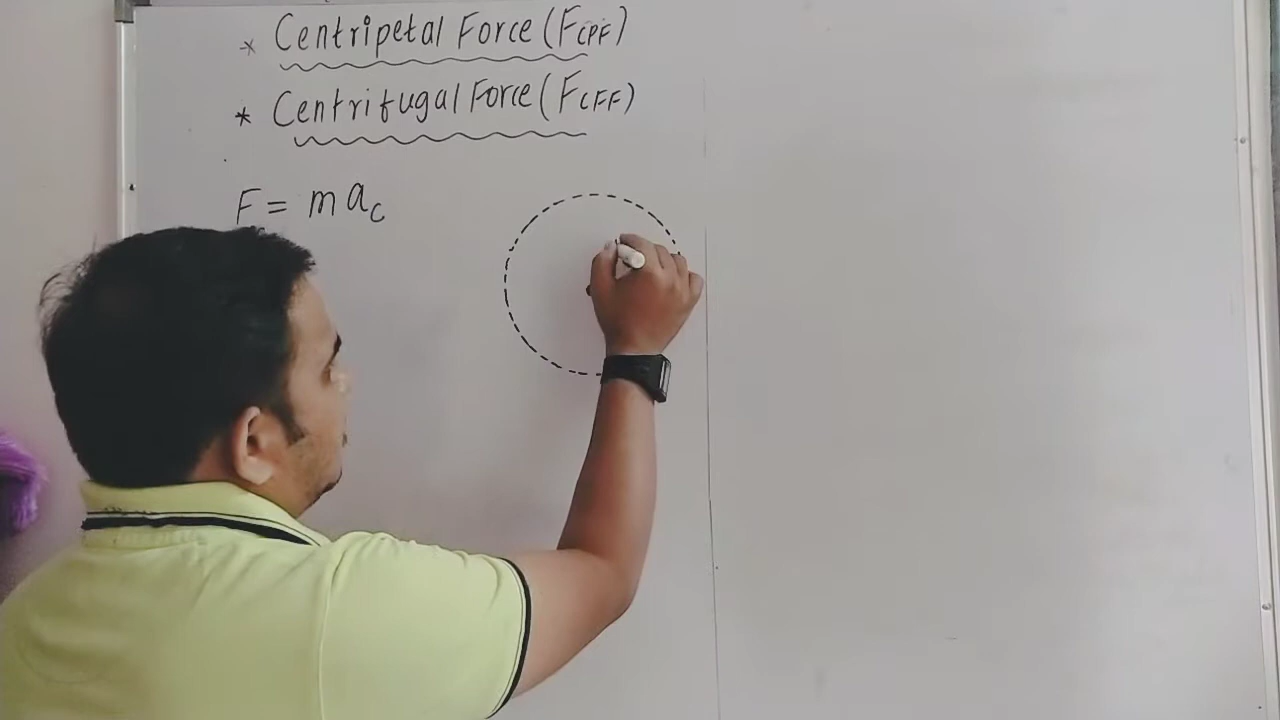 * Centripetal Force (FCPF)
* Centrifugal Force (FCFF)
F = mac